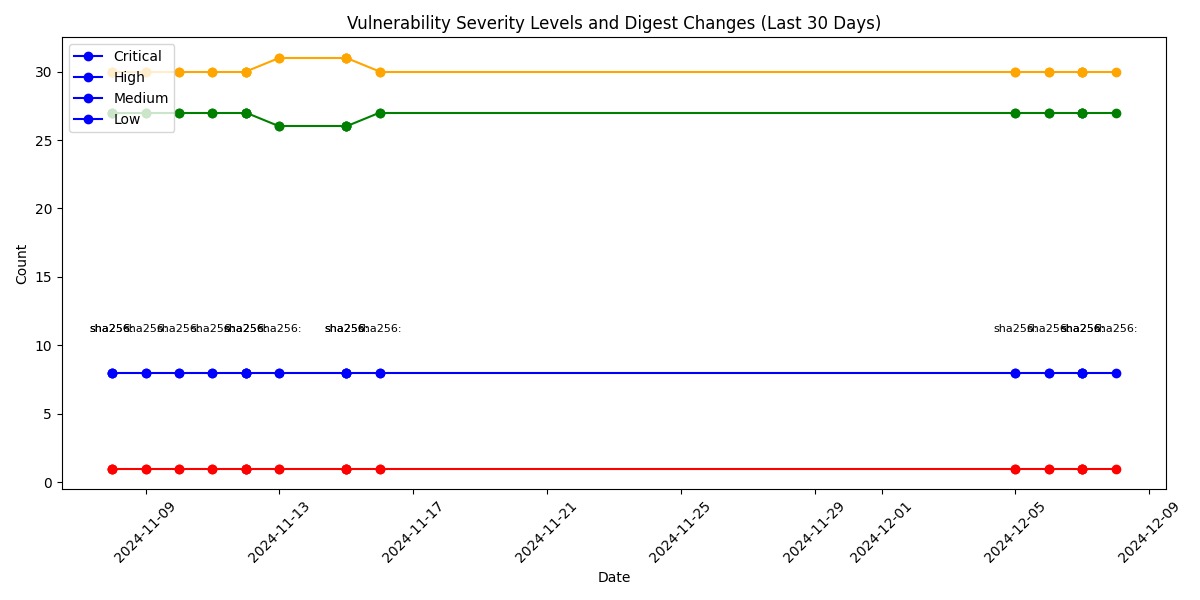 Vulnerability Severity Levels and Digest Changes (Last 30 Days)
Critical
High
Medium
Low
30
25
20
15
10
5
0
Count
sha256: sha256: sha256: sha256: sha256: sha256: sha256: sha256: sha256: sha256: sha256: sha256:
2024-11-09 2024-11-13 2024-11-17 2024-11-21 2024-11-25 2024-11-29 2024-12-01 2024-12-05 2024-12-09
Date